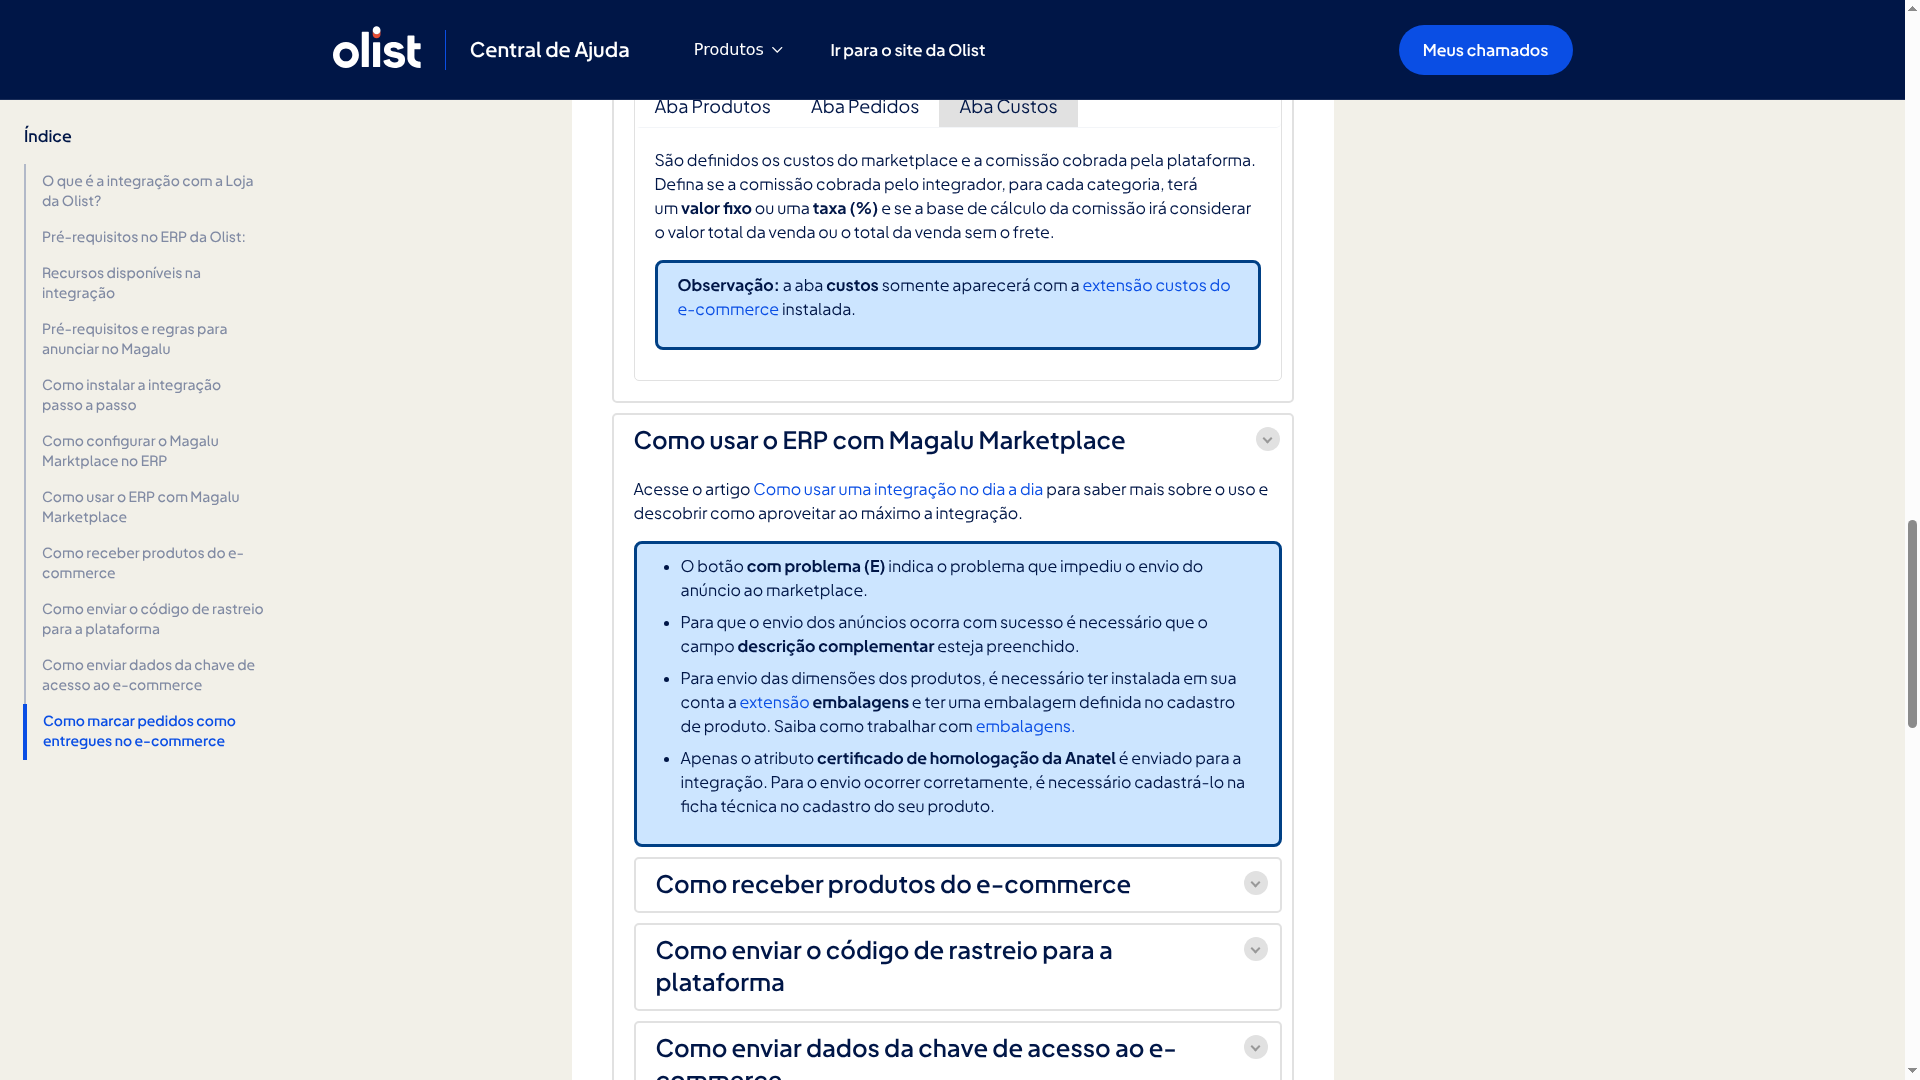 olist
Central de Ajuda
Produtos
Ir para o site da Olist
Meus chamados
Índice
O que é a integração com a Loja
da Olist?
Pré-requisitos no ERP da Olist:
Recursos disponíveis na
integração
Pré-requisitos e regras para
anunciar no Magalu
Como instalar a integração
passo a passo
Como configurar o Magalu
Marktplace no ERP
Como usar o ERP com Magalu
Marketplace
Como receber produtos do e-
commerce
Como enviar o código de rastreio
para a plataforma
Como enviar dados da chave de
acesso ao e-commerce
Como marcar pedidos como
entregues no e-commerce
Aba Produtos
Aba Pedidos
Aba Custos
São definidos os custos do marketplace e a comissão cobrada pela plataforma.
Defina se a comissão cobrada pelo integrador, para cada categoria, terá
um valor fixo ou uma taxa (%) e se a base de cálculo da comissão irá considerar
o valor total da venda ou o total da venda sem o frete.
Observação: a aba custos somente aparecerá com a extensão custos do
e-commerce instalada.
Como usar o ERP com Magalu Marketplace
Acesse o artigo Como usar uma integração no dia a dia para saber mais sobre o uso e
descobrir como aproveitar ao máximo a integração.
• O botão com problema (E) indica o problema que impediu o envio do
anúncio ao marketplace.
• Para que o envio dos anúncios ocorra com sucesso é necessário que o
campo descrição complementar esteja preenchido.
• Para envio das dimensões dos produtos, é necessário ter instalada em sua
conta a extensão embalagens e ter uma embalagem definida no cadastro
de produto. Saiba como trabalhar com embalagens.
• Apenas o atributo certificado de homologação da Anatel é enviado para a
integração. Para o envio ocorrer corretamente, é necessário cadastrá-lo na
ficha técnica no cadastro do seu produto.
Como receber produtos do e-commerce
Como enviar o código de rastreio para a
plataforma
Como enviar dados da chave de acesso ao e-
commerce